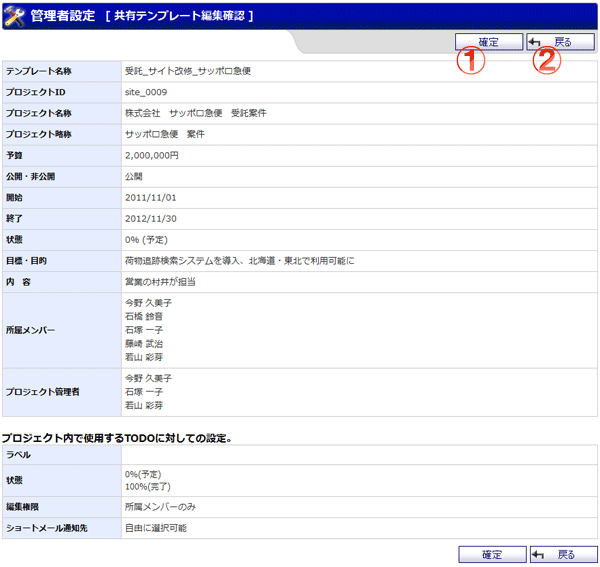 管理者設定 [ 共有テンプレート編集確認 ]
確定 戻る
① ②
テンプレート名称 受託_サイト改修_サッポロ急便
プロジェクトID site_0009
プロジェクト名称 株式会社 サッポロ急便 受託案件
プロジェクト略称 サッポロ急便 案件
予算 2,000,000円
公開・非公開 公開
開始 2011/11/01
終了 2012/11/30
状態 0% (予定)
目標・目的 荷物追跡検索システムを導入、北海道・東北で利用可能に
内 容 営業の村井が担当
所属メンバー
今野 久美子
石橋 鈴音
石塚 一子
藤崎 武治
若山 彩芽
プロジェクト管理者
今野 久美子
石塚 一子
若山 彩芽
プロジェクト内で使用するTODOに対しての設定。
ラベル
状態
0%(予定)
100%(完了)
編集権限 所属メンバーのみ
ショートメール通知先 自由に選択可能
確定 戻る